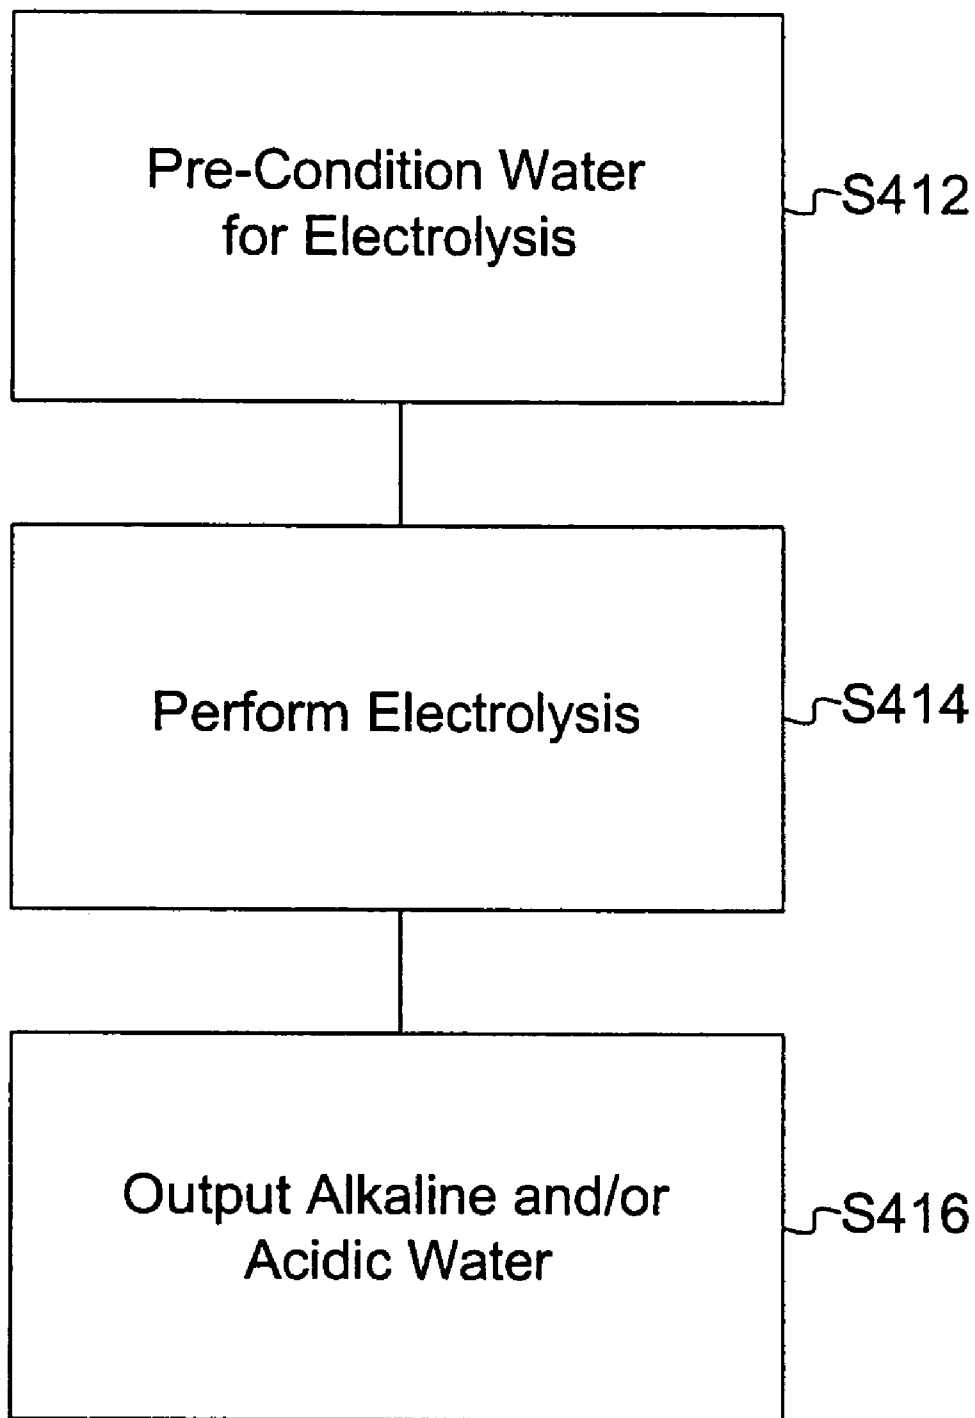 Pre-Condition Water
for Electrolysis
S412
Perform Electrolysis
S414
Output Alkaline and/or
Acidic Water
S416